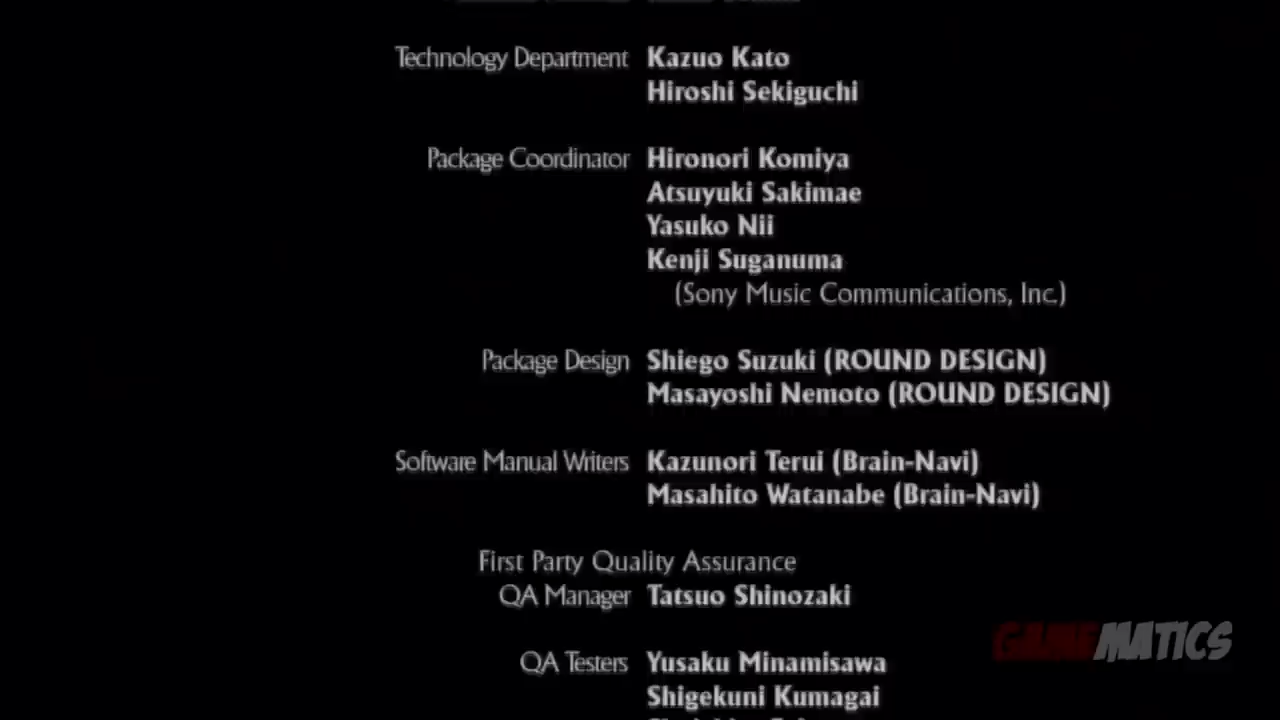 Technology Department Kazuo Kato
Hiroshi Sekiguchi
Package Coordinator Hironori Komiya
Atsuyuki Sakimae
Yasuko Nii
Kenji Suganuma
(Sony Music Communications, Inc.)
Package Design Shiego Suzuki (ROUND DESIGN)
Masayoshi Nemoto (ROUND DESIGN)
Software Manual Writers Kazunori Terui (Brain-Navi)
Masahito Watanabe (Brain-Navi)
First Party Quality Assurance
QA Manager Tatsuo Shinozaki
GAMEMATICS
QA Testers Yusaku Minamisawa
Shigekuni Kumagai